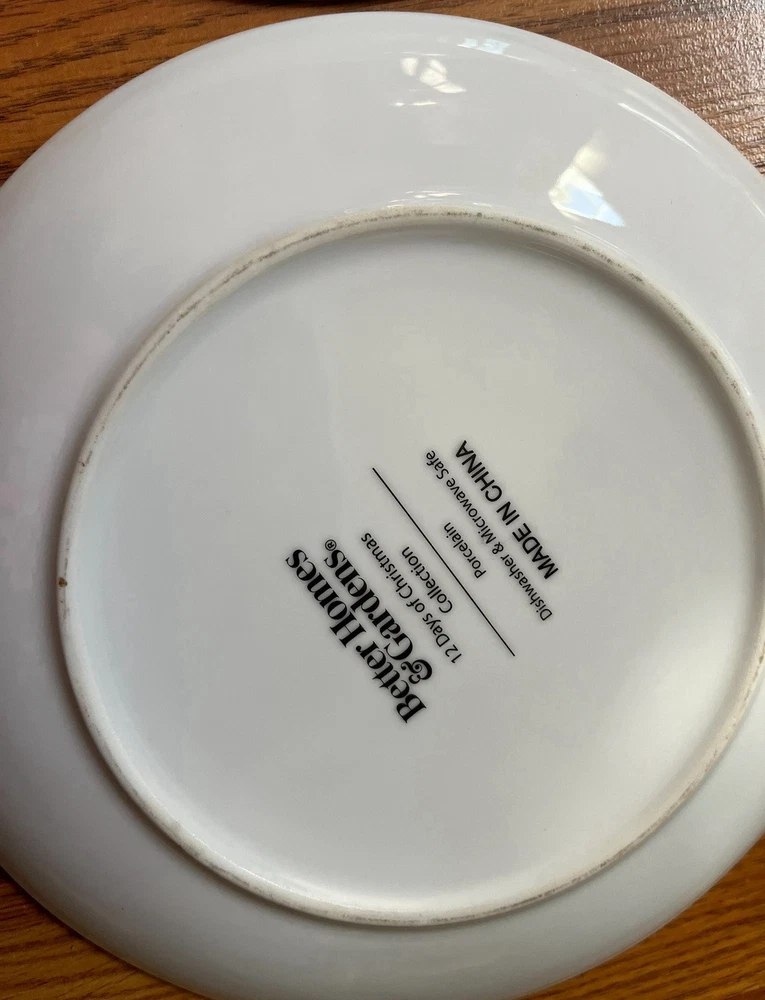 Better Homes
& Gardens®
12 Days of Christmas
Collection
Porcelain
Dishwasher & Microwave Safe
MADE IN CHINA